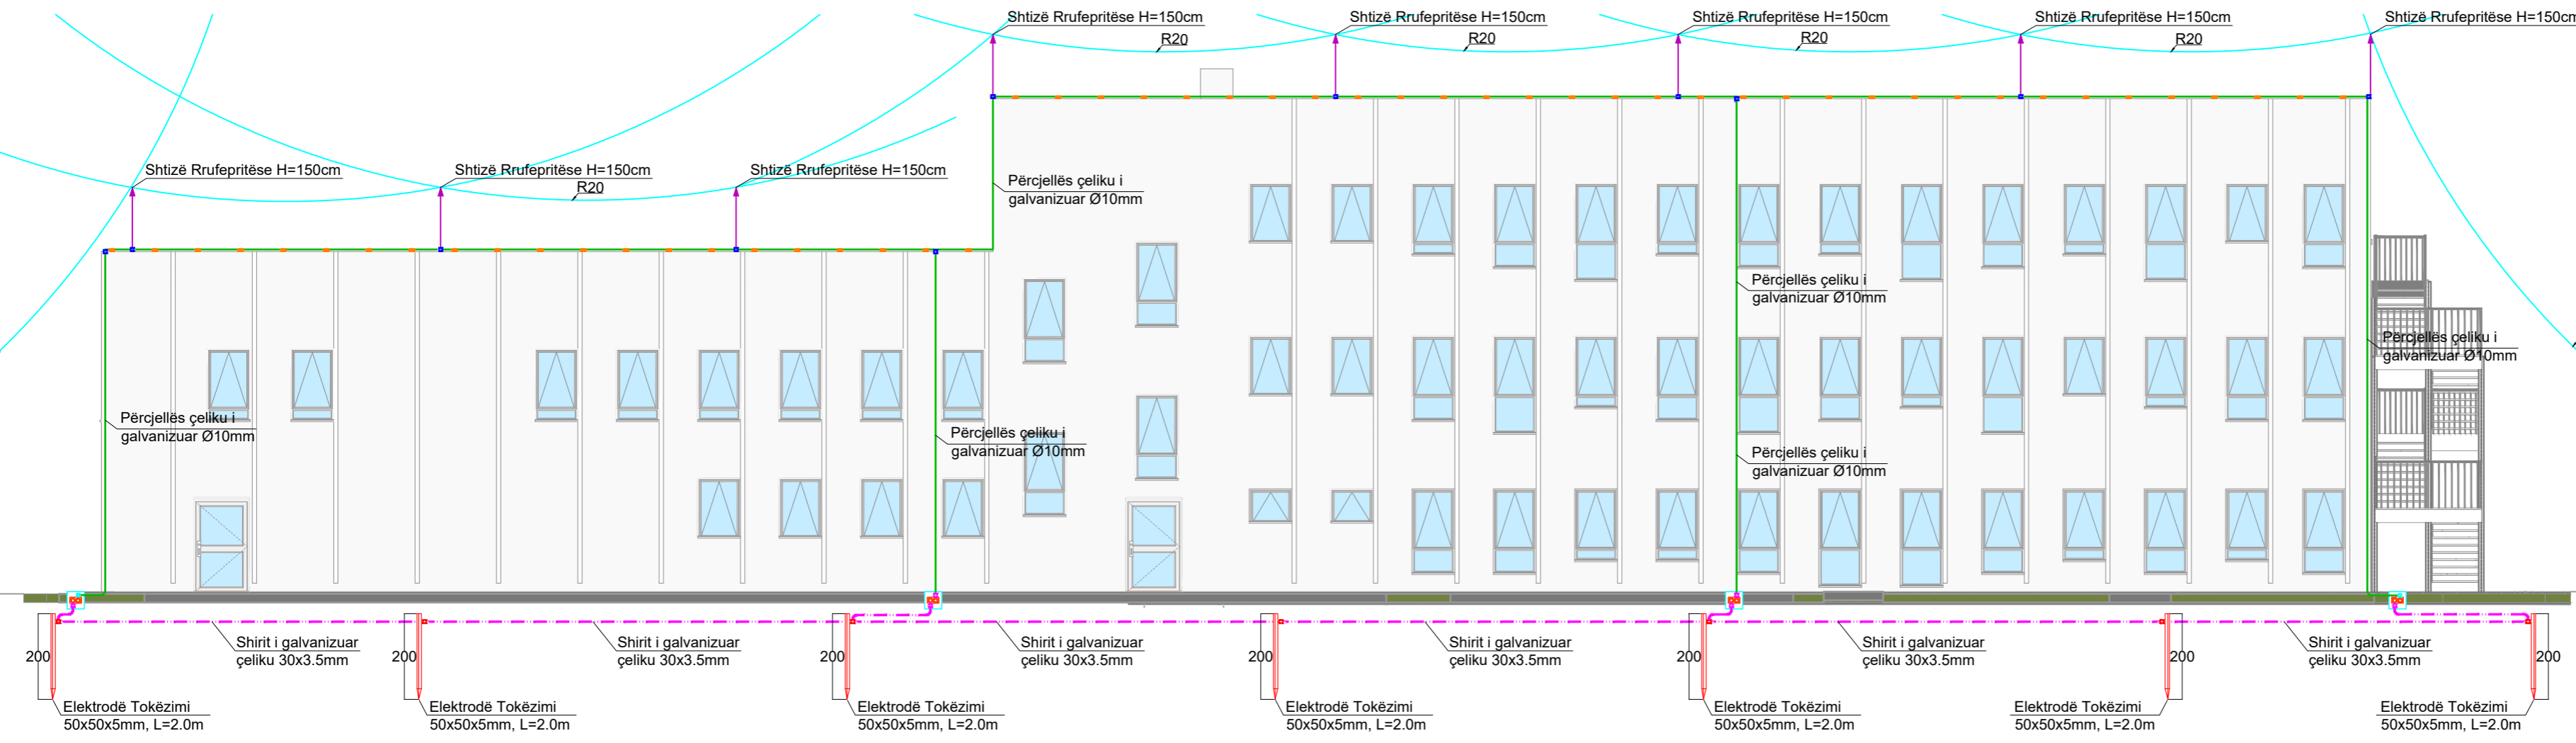 Shtizë Rrufepritëse H=150cm
Shtizë Rrufepritëse H=150cm
Shtizë Rrufepritëse H=150cm
Shtizë Rrufepritëse H=150cm
Shtizë Rrufepritëse H=150cm
R20
R20
R20
R20
Shtizë Rrufepritëse H=150cm
Shtizë Rrufepritëse H=150cm
Shtizë Rrufepritëse H=150cm
R20
Përcjellës çeliku i
galvanizuar Ø10mm
Përcjellës çeliku i
galvanizuar Ø10mm
Përcjellës çeliku i
galvanizuar Ø10mm
Përcjellës çeliku i
galvanizuar Ø10mm
Përcjellës çeliku i
galvanizuar Ø10mm
Përcjellës çeliku i
galvanizuar Ø10mm
Shirit i galvanizuar
çeliku 30x3.5mm
Shirit i galvanizuar
çeliku 30x3.5mm
Shirit i galvanizuar
çeliku 30x3.5mm
Shirit i galvanizuar
çeliku 30x3.5mm
Shirit i galvanizuar
çeliku 30x3.5mm
Shirit i galvanizuar
çeliku 30x3.5mm
200
200
200
200
200
200
200
Elektrodë Tokëzimi
50x50x5mm, L=2.0m
Elektrodë Tokëzimi
50x50x5mm, L=2.0m
Elektrodë Tokëzimi
50x50x5mm, L=2.0m
Elektrodë Tokëzimi
50x50x5mm, L=2.0m
Elektrodë Tokëzimi
50x50x5mm, L=2.0m
Elektrodë Tokëzimi
50x50x5mm, L=2.0m
Elektrodë Tokëzimi
50x50x5mm, L=2.0m